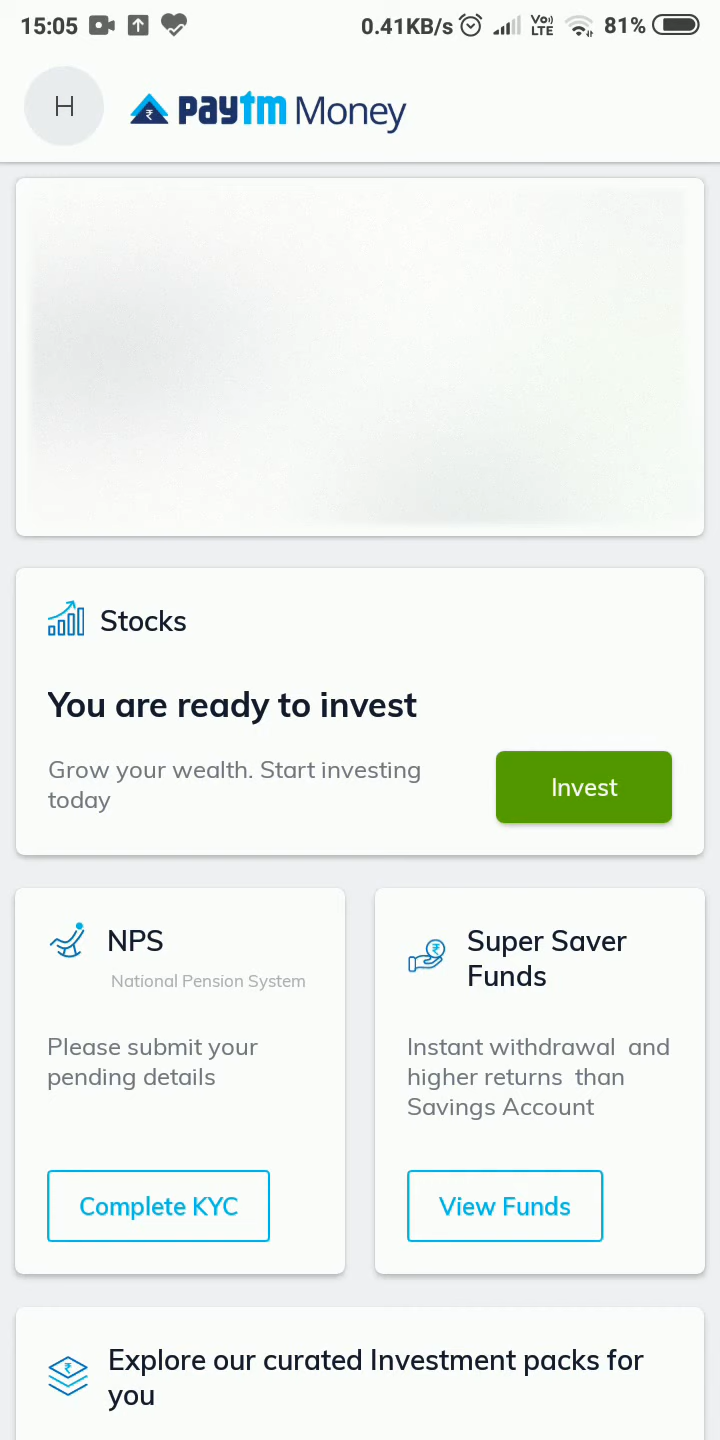 15:05 0.41KB/s Vo) LTE 81%
H paytm Money
Stocks
You are ready to invest
Grow your wealth. Start investing
today
Invest
NPS
National Pension System
Please submit your
pending details
Complete KYC
Super Saver
Funds
Instant withdrawal and
higher returns than
Savings Account
View Funds
Explore our curated Investment packs for
you